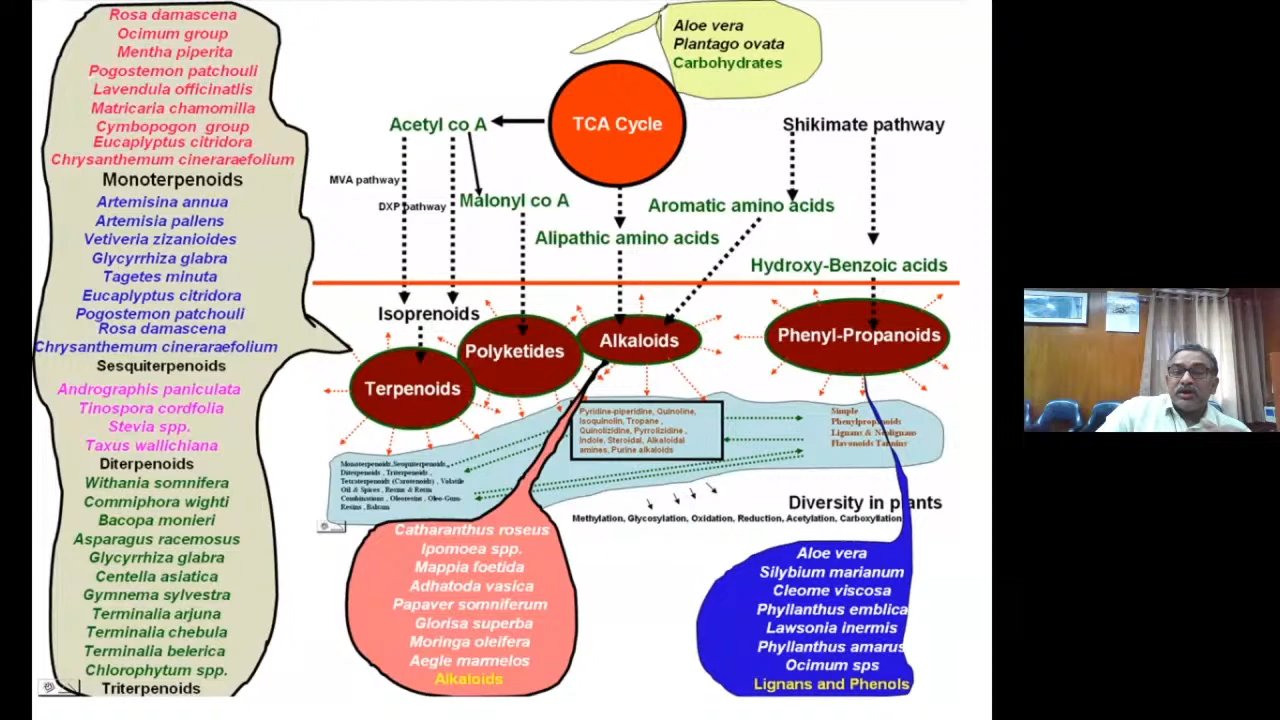 Rosa damascena
Ocimum group
Mentha piperita
Pogostemon patchouli
Lavendula officinatlis
Matricaria chamomilla
Cymbopogon group
Eucaplyptus citridora
Chrysanthemum cineraraefolium
Monoterpenoids
Artemisina annua
Artemisia pallens
Vetiveria zizanioides
Glycyrrhiza glabra
Tagetes minuta
Eucaplyptus citridora
Pogostemon patchouli
Rosa damascena
Chrysanthemum cineraraefolium
Sesquiterpenoids
Andrographis paniculata
Tinospora cordfolia
Stevia spp.
Taxus wallichiana
Diterpenoids
Withania somnifera
Commiphora wighti
Bacopa monieri
Asparagus racemosus
Glycyrrhiza glabra
Centella asiatica
Gymnema sylvestra
Terminalia arjuna
Terminalia chebula
Terminalia belerica
Chlorophytum spp.
Triterpenoids
Aloe vera
Plantago ovata
Carbohydrates
TCA Cycle
Acetyl co A
Shikimate pathway
MVA pathway
DXP pathway
Malonyl co A
Aromatic amino acids
Alipathic amino acids
Hydroxy-Benzoic acids
Isoprenoids
Terpenoids
Polyketides
Alkaloids
Phenyl-Propanoids
Pyridine-piperidine, Quinoline,
Isoquinolin, Tropane ,
Quinolizidine, Pyrrolizidine ,
Indole, Steroidal, Alkaloidal
amines, Purine alkaloids
Simple
Phenylpropanoids
Lignans & Neolignans
Flavonoids Tannins
Monoterpenoids,Sesquiterpenoids,
Diterpenoids , Triterpenoids ,
Tetraterpenoids (Carotenoids) , Volatile
Oil & Spices , Resins & Resin
Combinations , Oleoresins , Oleo-Gum-
Resins , Balsam
Diversity in plants
Methylation, Glycosylation, Oxidation, Reduction, Acetylation, Carboxyllation
Catharanthus roseus
Ipomoea spp.
Mappia foetida
Adhatoda vasica
Papaver somniferum
Glorisa superba
Moringa oleifera
Aegle marmelos
Alkaloids
Aloe vera
Silybium marianum
Cleome viscosa
Phyllanthus emblica
Lawsonia inermis
Phyllanthus amarus
Ocimum sps
Lignans and Phenols